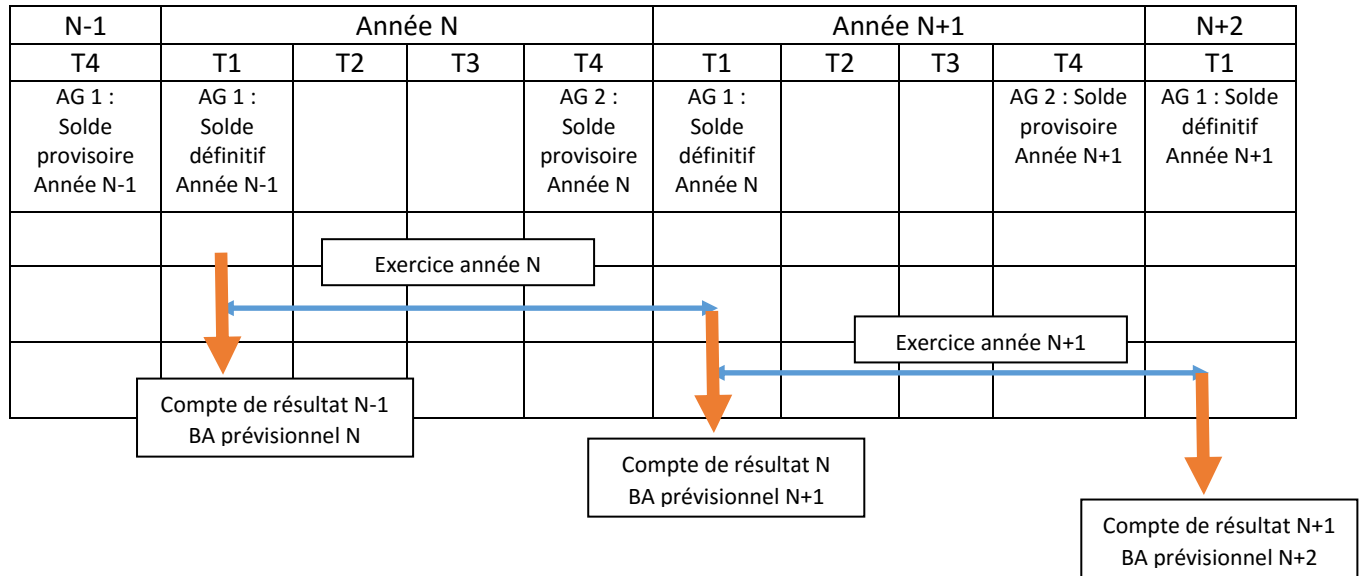 N-1 Année N Année N+1 N+2
T4 T1 T2 T3 T4 T1 T2 T3 T4 T1
AG 1 :
Solde
provisoire
Année N-1
AG 1 :
Solde
définitif
Année N-1
AG 2 :
Solde
provisoire
Année N
AG 1 :
Solde
définitif
Année N
AG 2 : Solde
provisoire
Année N+1
AG 1 : Solde
définitif
Année N+1
Exercice année N
Exercice année N+1
Compte de résultat N-1
BA prévisionnel N
Compte de résultat N
BA prévisionnel N+1
Compte de résultat N+1
BA prévisionnel N+2